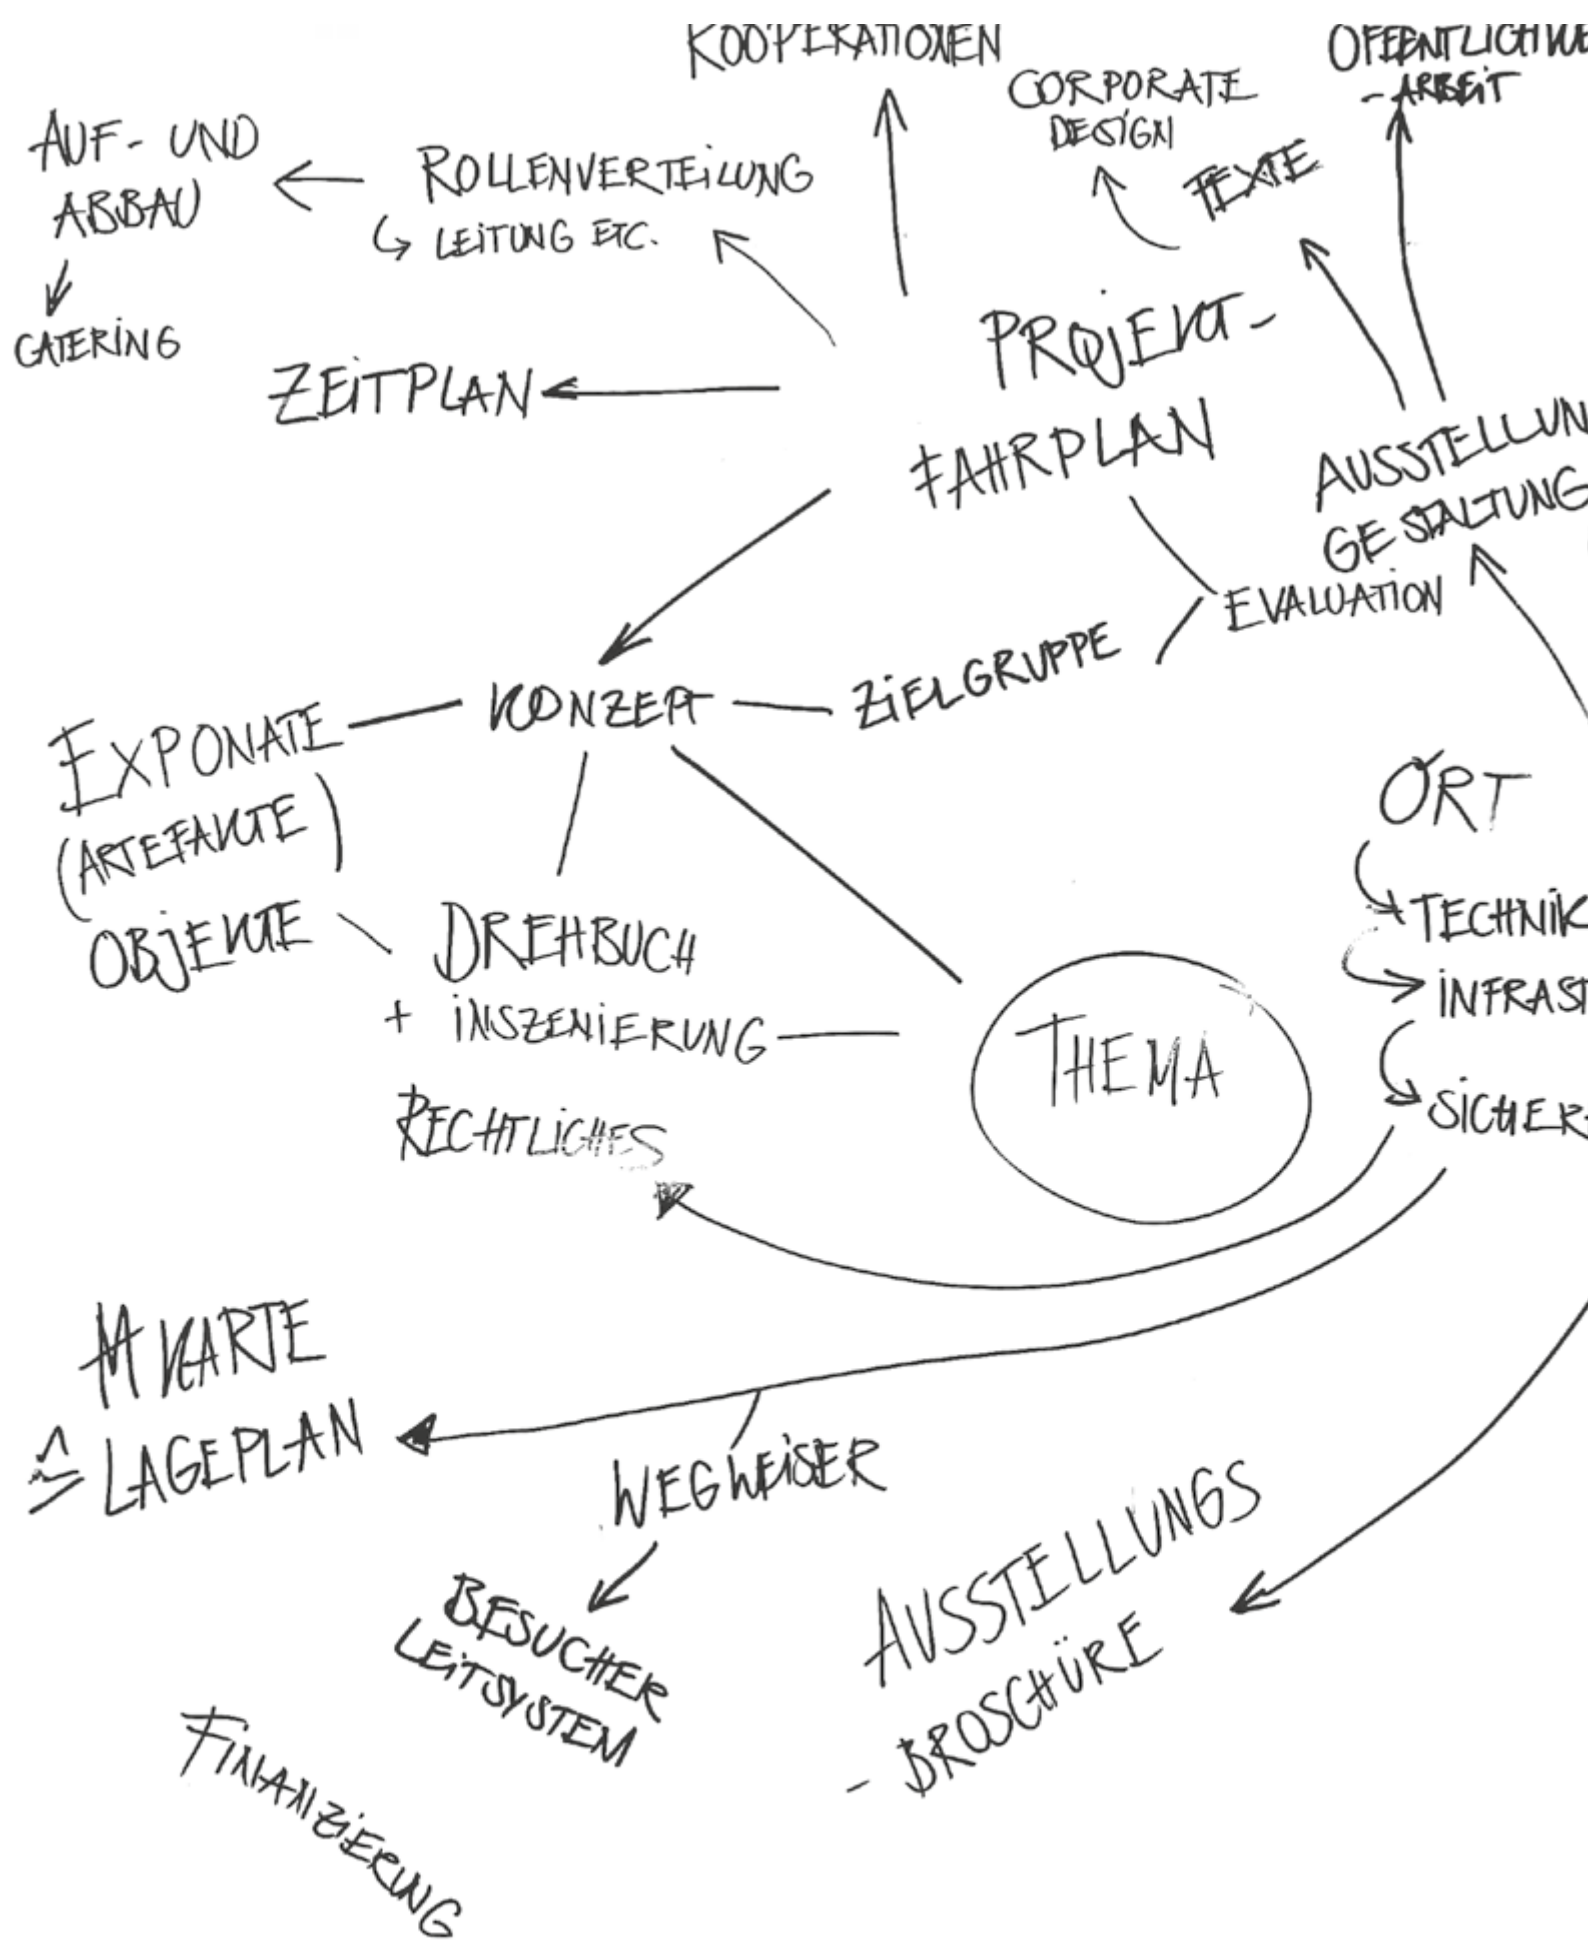 KOOPERATIONEN
CORPORATE
DESIGN
- ARBEIT
TEXTE
AUF- UND
ABBAU
CATERING
ROLLENVERTEILUNG
LEITUNG ETC.
ZEITPLAN
PROJEKT-
FAHRPLAN
AUSSTELLUN
GESTALTUNG
EVALUATION
ZIELGRUPPE
KONZEPT
EXPONATE
(ARTEFAKTE)
OBJEKTE
DREHBUCH
+ INSZENIERUNG
RECHTLICHES
THEMA
ORT
TECHNIK
INFRAST
SICHER
KARTE
LAGEPLAN
WEGWEISER
BESUCHER
LEITSYSTEM
AUSSTELLUNGS
- BROSCHÜRE
FINANZIERUNG